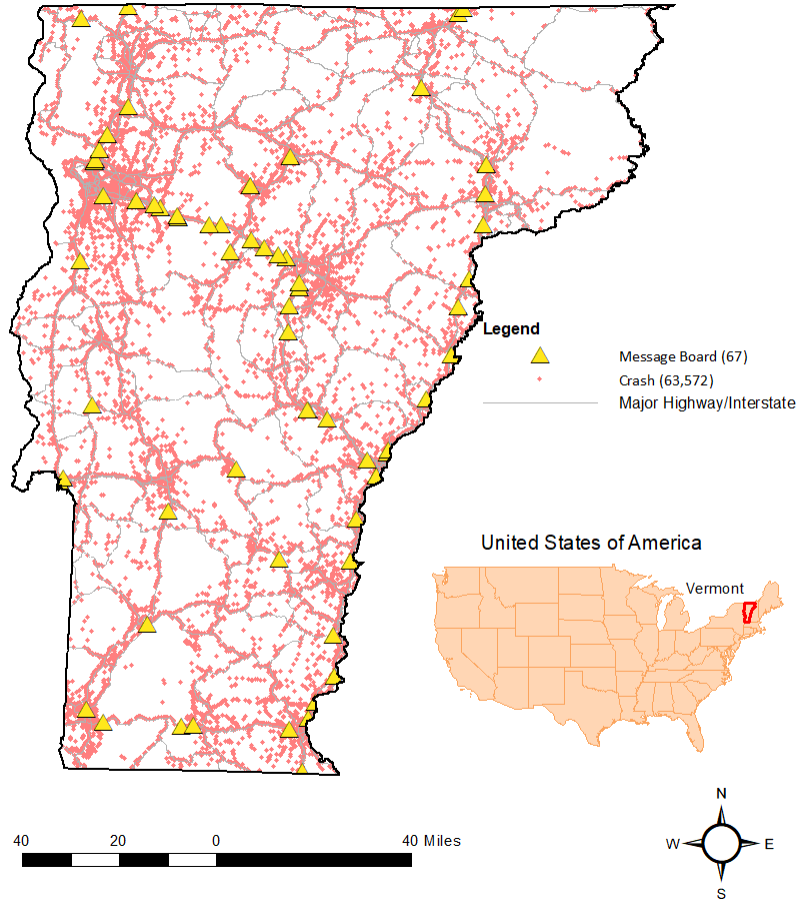 Legend
Message Board (67)
Crash (63,572)
Major Highway/Interstate
United States of America
Vermont
N
W E
S
40 20 0 40 Miles